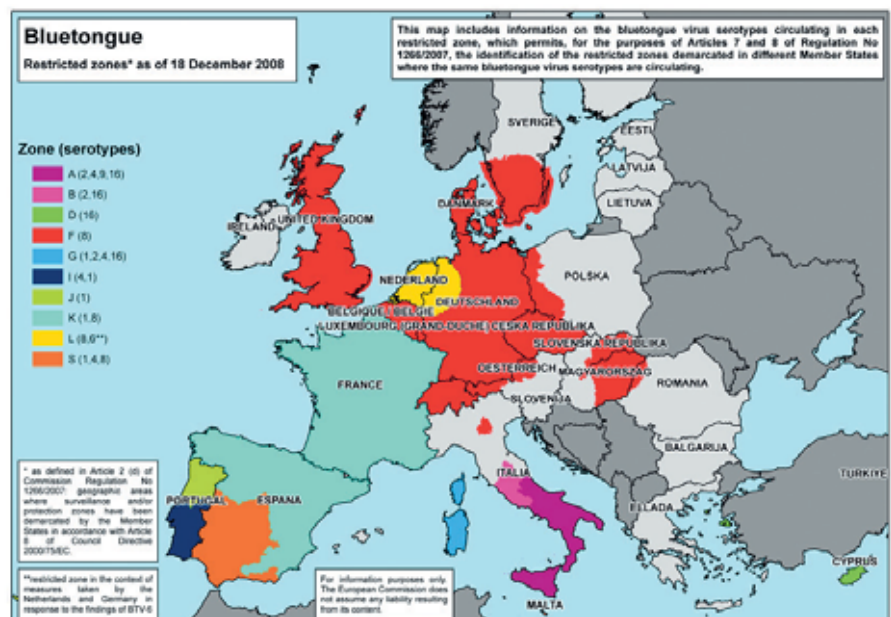 Bluetongue
Restricted zones* as of 18 December 2008
This map includes information on the bluetongue virus serotypes circulating in each
restricted zone, which permits, for the purposes of Articles 7 and 8 of Regulation No
1266/2007, the identification of the restricted zones demarcated in different Member States
where the same bluetongue virus serotypes are circulating.
Zone (serotypes)
A (2,4,9,16)
B (2,16)
D (16)
F (8)
G (1,2,4,16)
I (4,1)
J (1)
K (1,8)
L (8,6**)
S (1,4,8)
SVERIGE
EESTI
LATVIJA
LIETUVA
DANMARK
IRELAND
UNITED KINGDOM
NEDERLAND
POLSKA
DEUTSCHLAND
BELGIQUE / BELGIE
LUXEMBOURG (GRAND-DUCHE)
CESKA REPUBLIKA
SLOVENSKA REPUBLIKA
OESTERREICH
MAGYARORSZAG
FRANCE
SLOVENIJA
ROMANIA
BALGARIJA
ITALIA
TURKIYE
PORTUGAL
ESPANA
ELLADA
CYPRUS
MALTA
* as defined in Article 2 (d) of
Commission Regulation No
1266/2007: geographic areas
where surveillance and/or
protection zones have been
demarcated by the Member
States in accordance with Article
8 of Council Directive
2000/75/EC.
**restricted zone in the context of
measures taken by the
Netherlands and Germany in
response to the findings of BTV-6
For information purposes only.
The European Commission does
not assume any liability resulting
from its content.